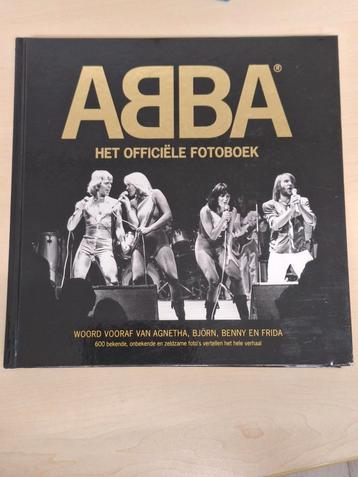 ABBA®
HET OFFICIËLE FOTOBOEK
WOORD VOORAF VAN AGNETHA, BJÖRN, BENNY EN FRIDA
600 bekende, onbekende en zeldzame foto's vertellen het hele verhaal